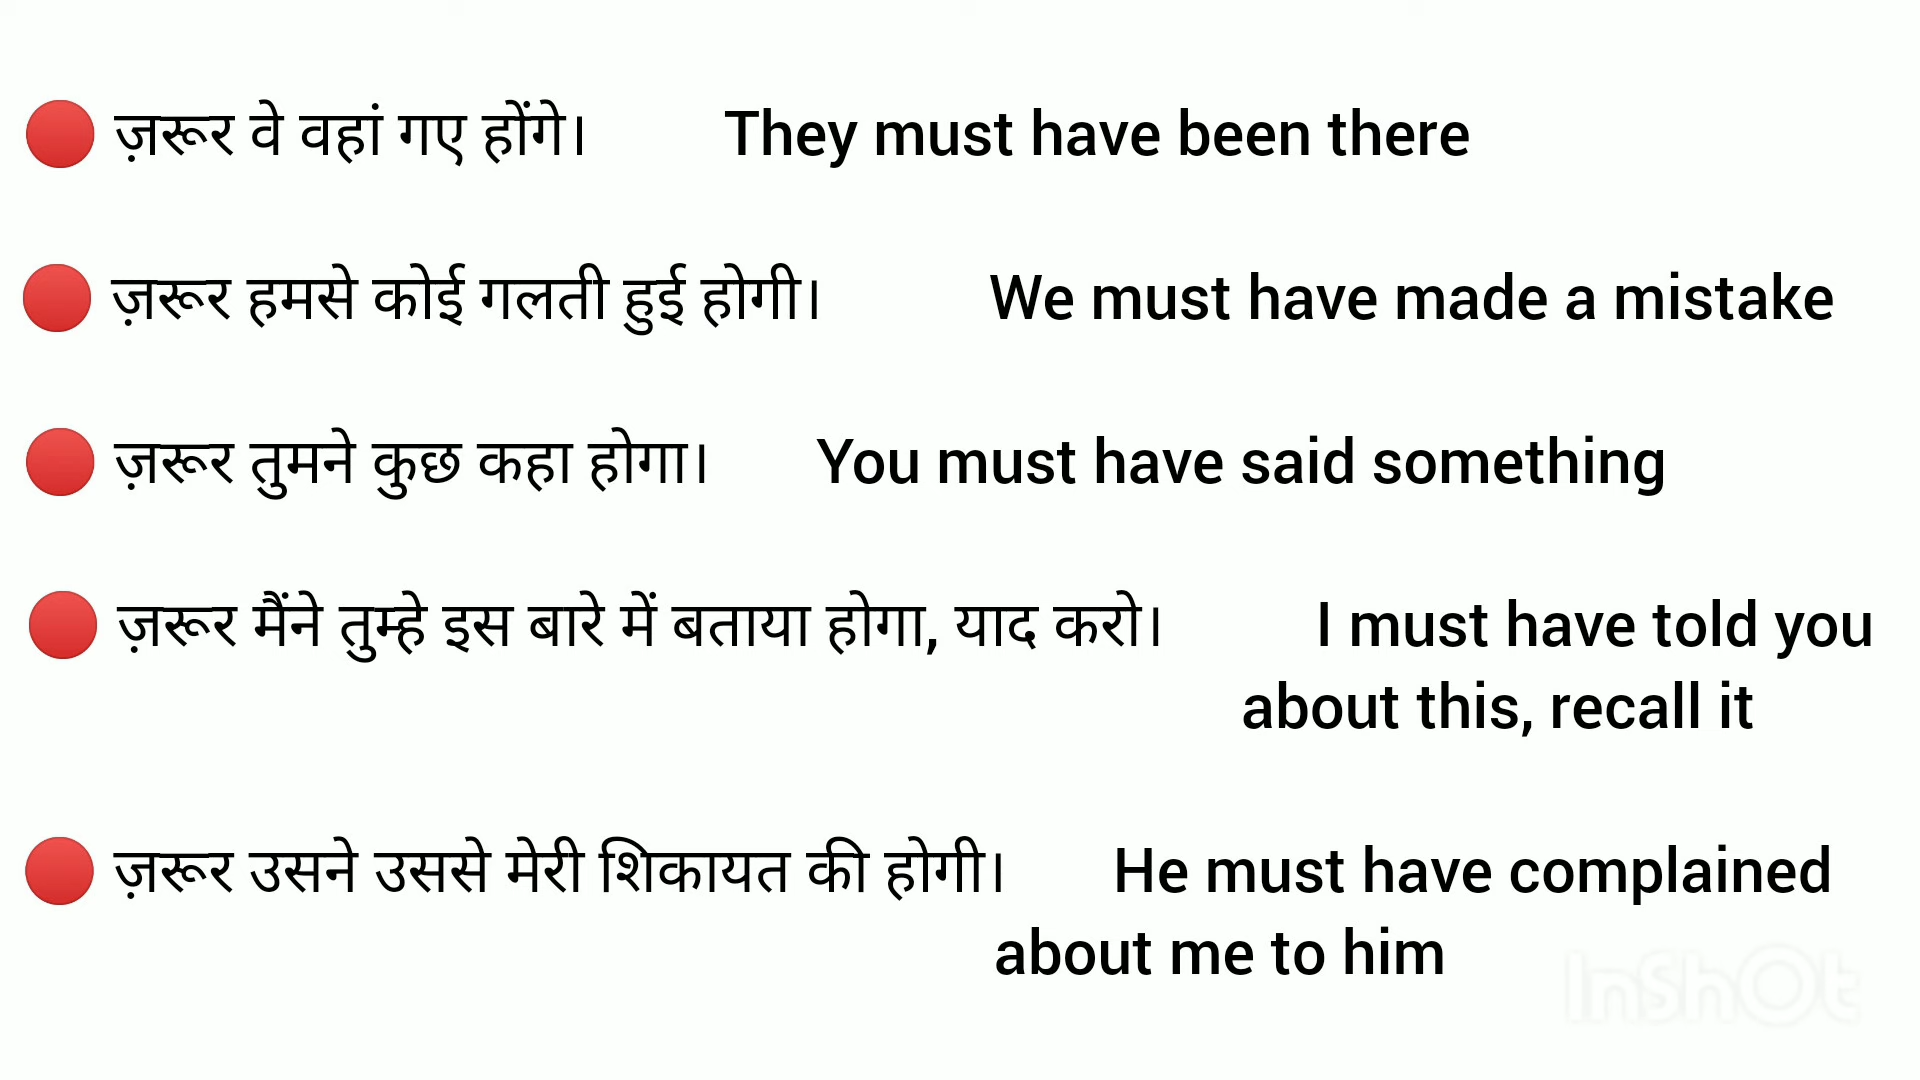 ज़रूर वे वहां गए होंगे। They must have been there
ज़रूर हमसे कोई गलती हुई होगी। We must have made a mistake
ज़रूर तुमने कुछ कहा होगा। You must have said something
ज़रूर मैंने तुम्हे इस बारे में बताया होगा, याद करो। I must have told you
about this, recall it
ज़रूर उसने उससे मेरी शिकायत की होगी। He must have complained
about me to him
InShOt